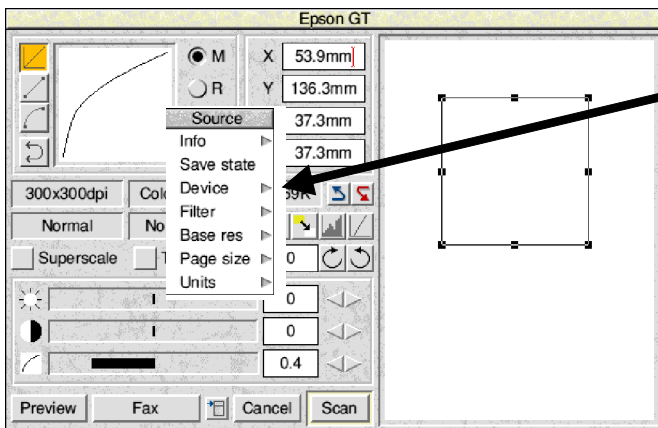 Epson GT
M
X 53.9mm
R
Y 136.3mm
Source
37.3mm
Info
37.3mm
Save state
Device
300x300dpi
Filter
Normal
No
Base res
Superscale
Page size
0
Units
0
0
0.4
Preview Fax Cancel Scan